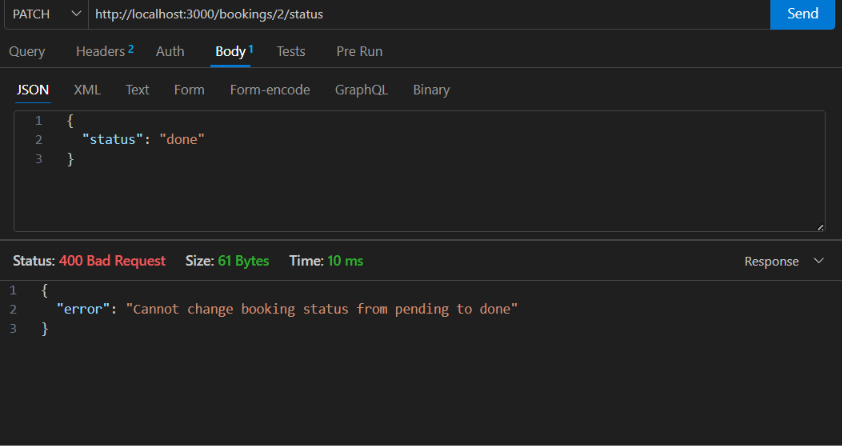 PATCH http://localhost:3000/bookings/2/status Send
Query Headers 2 Auth Body 1 Tests Pre Run
JSON XML Text Form Form-encode GraphQL Binary
1 {
2 "status": "done"
3 }
Status: 400 Bad Request Size: 61 Bytes Time: 10 ms Response
1 {
2 "error": "Cannot change booking status from pending to done"
3 }